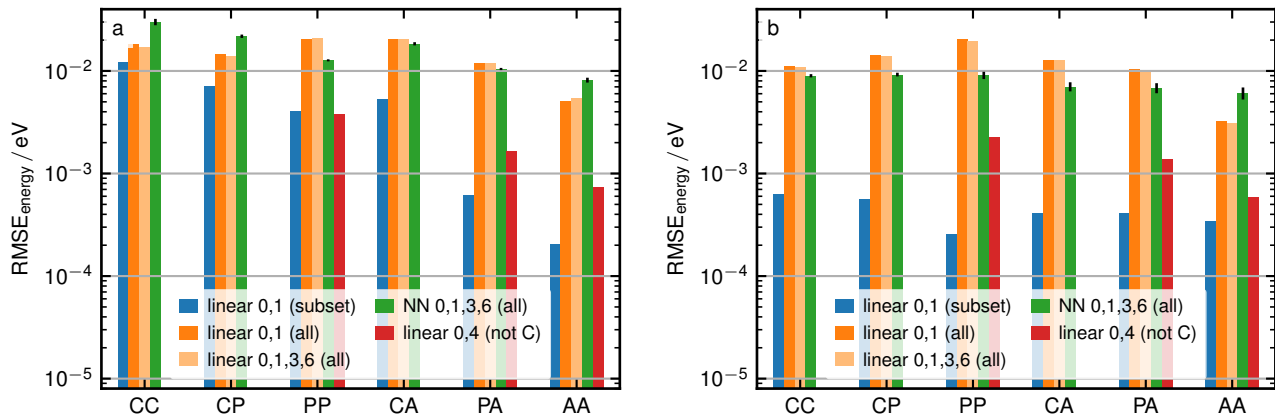 a
RMSEenergy / eV
10−2
10−3
10−4
10−5
linear 0,1 (subset)
linear 0,1 (all)
linear 0,1,3,6 (all)
NN 0,1,3,6 (all)
linear 0,4 (not C)
CC CP PP CA PA AA
b
RMSEenergy / eV
10−2
10−3
10−4
10−5
linear 0,1 (subset)
linear 0,1 (all)
linear 0,1,3,6 (all)
NN 0,1,3,6 (all)
linear 0,4 (not C)
CC CP PP CA PA AA